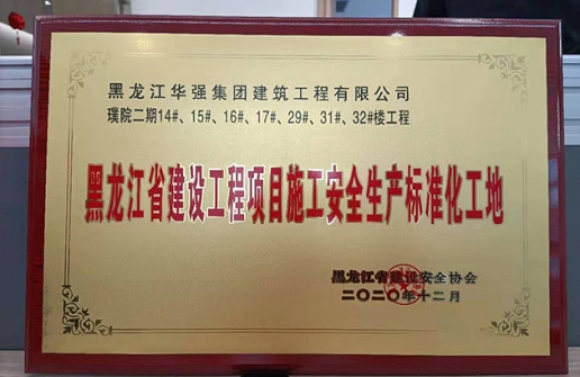 黑龙江华强集团建筑工程有限公司
璞院二期14#、15#、16#、17#、29#、31#、32#楼工程
黑龙江省建设工程项目施工安全生产标准化工地
黑龙江省建设安全协会
二〇二〇年十二月